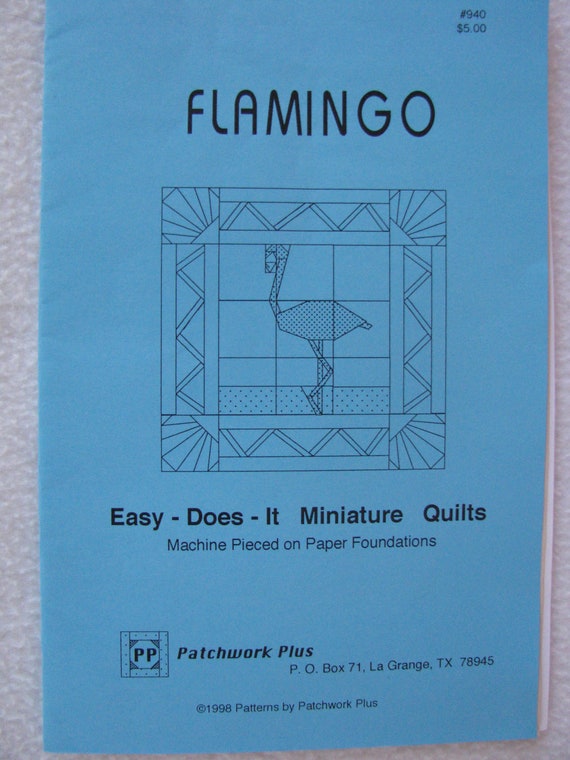 #940
$5.00
FLAMINGO
Easy - Does - It Miniature Quilts
Machine Pieced on Paper Foundations
PP
Patchwork Plus
P. O. Box 71, La Grange, TX 78945
©1998 Patterns by Patchwork Plus